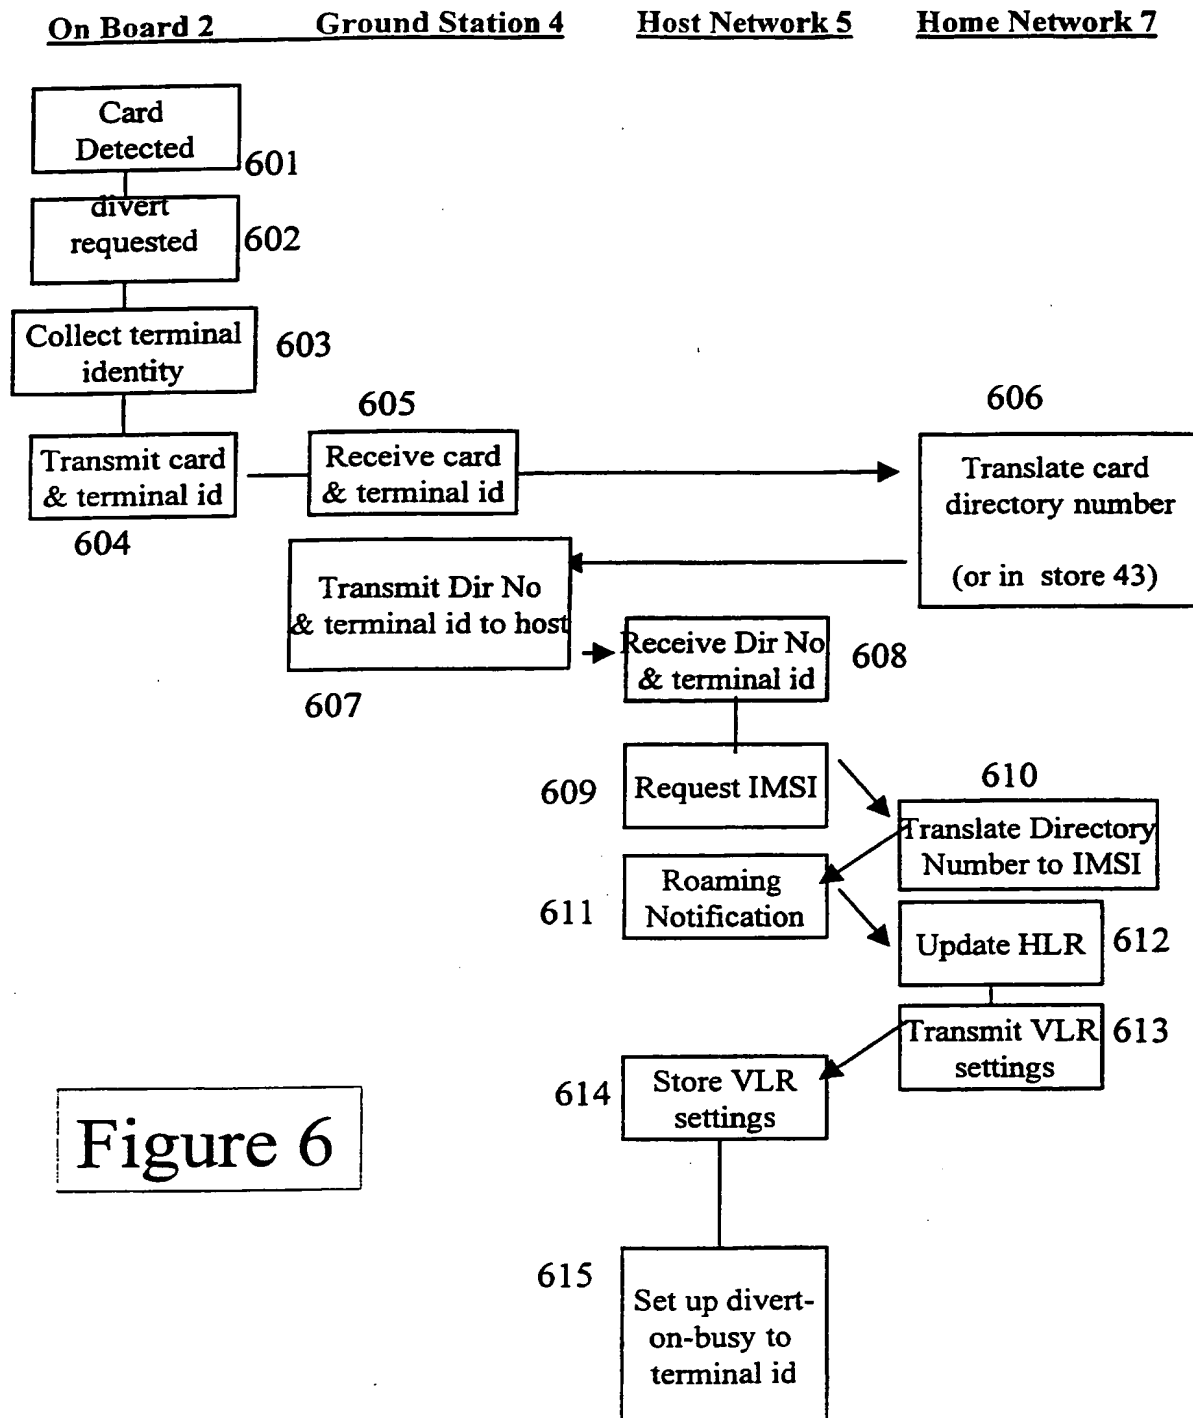 On Board 2 Ground Station 4 Host Network 5 Home Network 7
Card
Detected
601
divert
requested
602
Collect terminal
identity
603
Transmit card
& terminal id
604
605
Receive card
& terminal id
606
Translate card
directory number
(or in store 43)
Transmit Dir No
& terminal id to host
607
Receive Dir No
& terminal id
608
609
Request IMSI
610
Translate Directory
Number to IMSI
611
Roaming
Notification
Update HLR
612
Transmit VLR
settings
613
614
Store VLR
settings
615
Set up divert-
on-busy to
terminal id
Figure 6